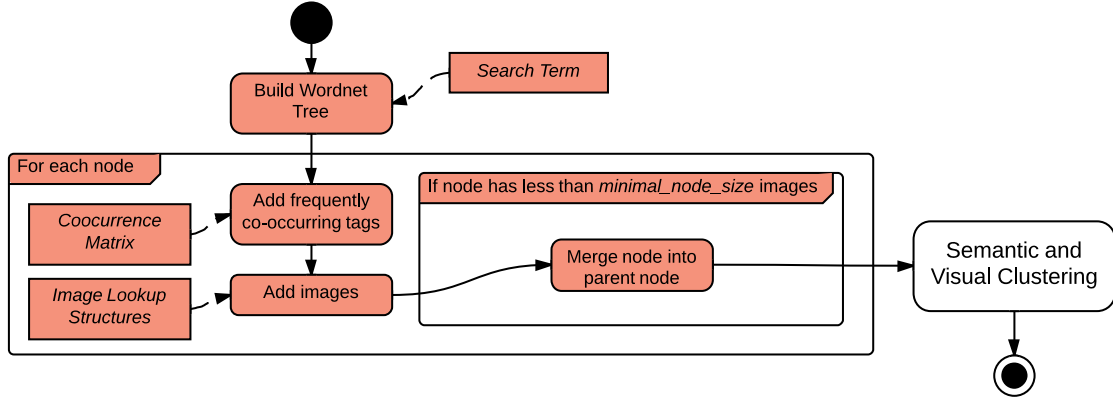 Search Term
Build Wordnet
Tree
For each node
If node has less than minimal_node_size images
Add frequently
co-occurring tags
Coocurrence
Matrix
Merge node into
parent node
Semantic and
Visual Clustering
Add images
Image Lookup
Structures